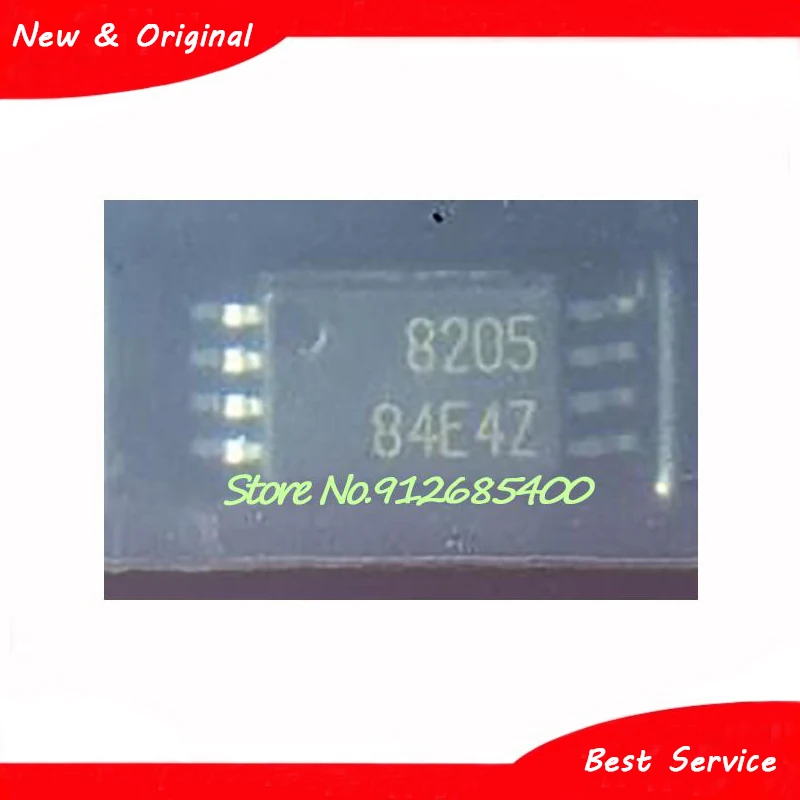 New & Original
8205
84E4Z
Store No.912685400
Best Service